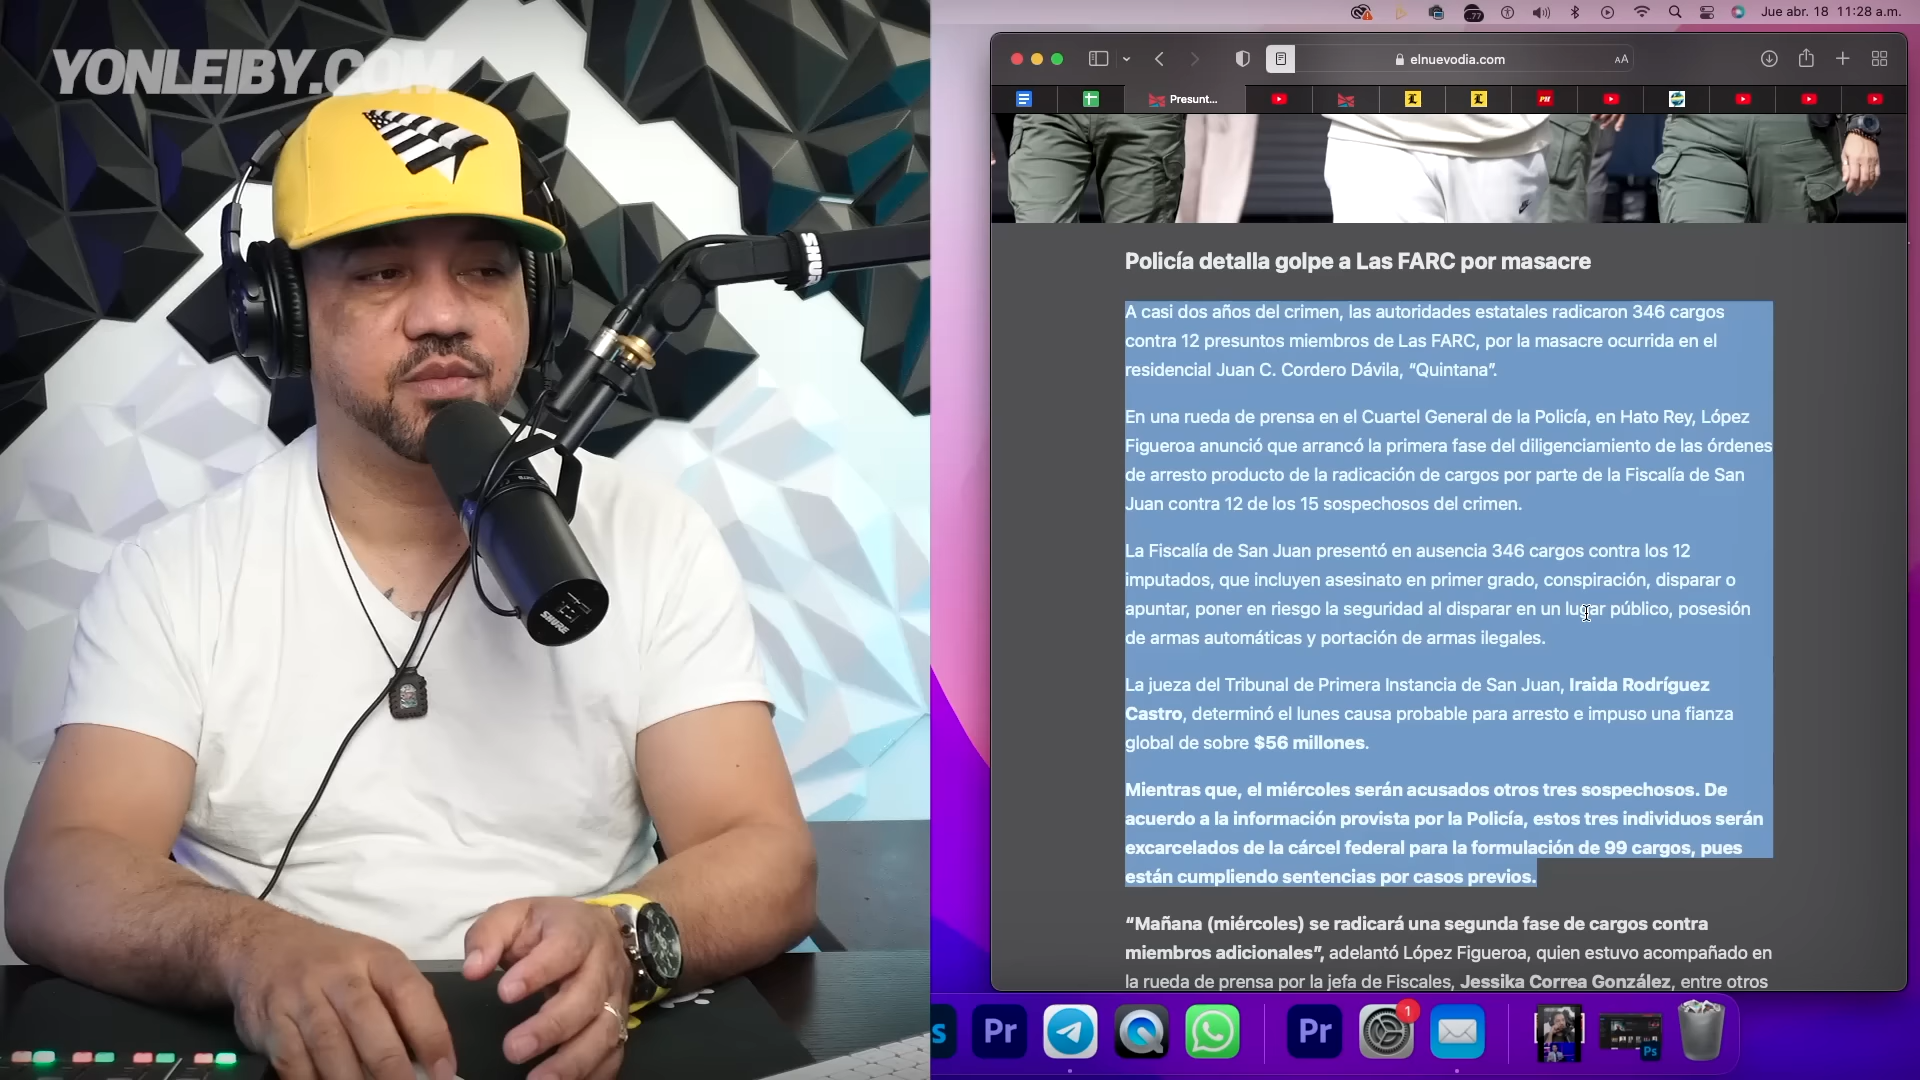 YONLEIBY.COM
SHURE
SHURE
77
Jue abr. 18 11:28 a.m.
elnuevodia.com
AA
Presunt...
L
L
PH
Policía detalla golpe a Las FARC por masacre
A casi dos años del crimen, las autoridades estatales radicaron 346 cargos
contra 12 presuntos miembros de Las FARC, por la masacre ocurrida en el
residencial Juan C. Cordero Dávila, “Quintana”.
En una rueda de prensa en el Cuartel General de la Policía, en Hato Rey, López
Figueroa anunció que arrancó la primera fase del diligenciamiento de las órdenes
de arresto producto de la radicación de cargos por parte de la Fiscalía de San
Juan contra 12 de los 15 sospechosos del crimen.
La Fiscalía de San Juan presentó en ausencia 346 cargos contra los 12
imputados, que incluyen asesinato en primer grado, conspiración, disparar o
apuntar, poner en riesgo la seguridad al disparar en un lugar público, posesión
de armas automáticas y portación de armas ilegales.
La jueza del Tribunal de Primera Instancia de San Juan, Iraida Rodríguez
Castro, determinó el lunes causa probable para arresto e impuso una fianza
global de sobre $56 millones.
Mientras que, el miércoles serán acusados otros tres sospechosos. De
acuerdo a la información provista por la Policía, estos tres individuos serán
excarcelados de la cárcel federal para la formulación de 99 cargos, pues
están cumpliendo sentencias por casos previos.
“Mañana (miércoles) se radicará una segunda fase de cargos contra
miembros adicionales”, adelantó López Figueroa, quien estuvo acompañado en
la rueda de prensa por la jefa de Fiscales, Jessika Correa González, entre otros
s
Pr
Pr
1
Ps